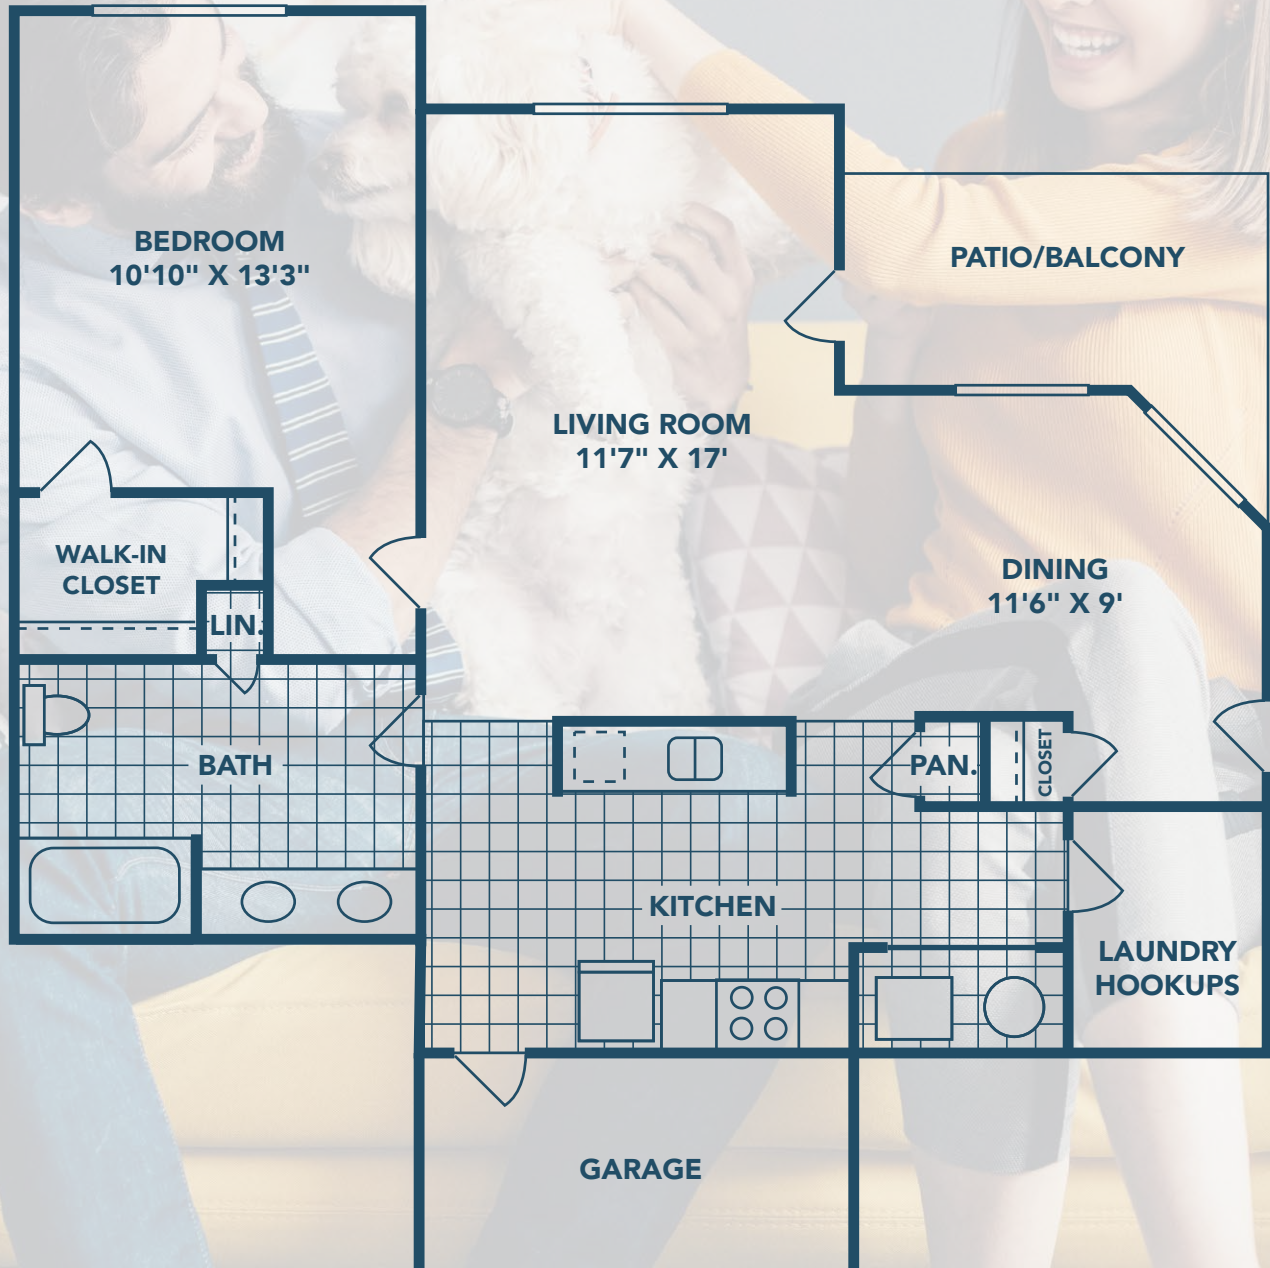 BEDROOM
10'10" X 13'3"
PATIO/BALCONY
LIVING ROOM
11'7" X 17'
WALK-IN
CLOSET
LIN.
DINING
11'6" X 9'
BATH
PAN.
CLOSET
KITCHEN
LAUNDRY
HOOKUPS
GARAGE